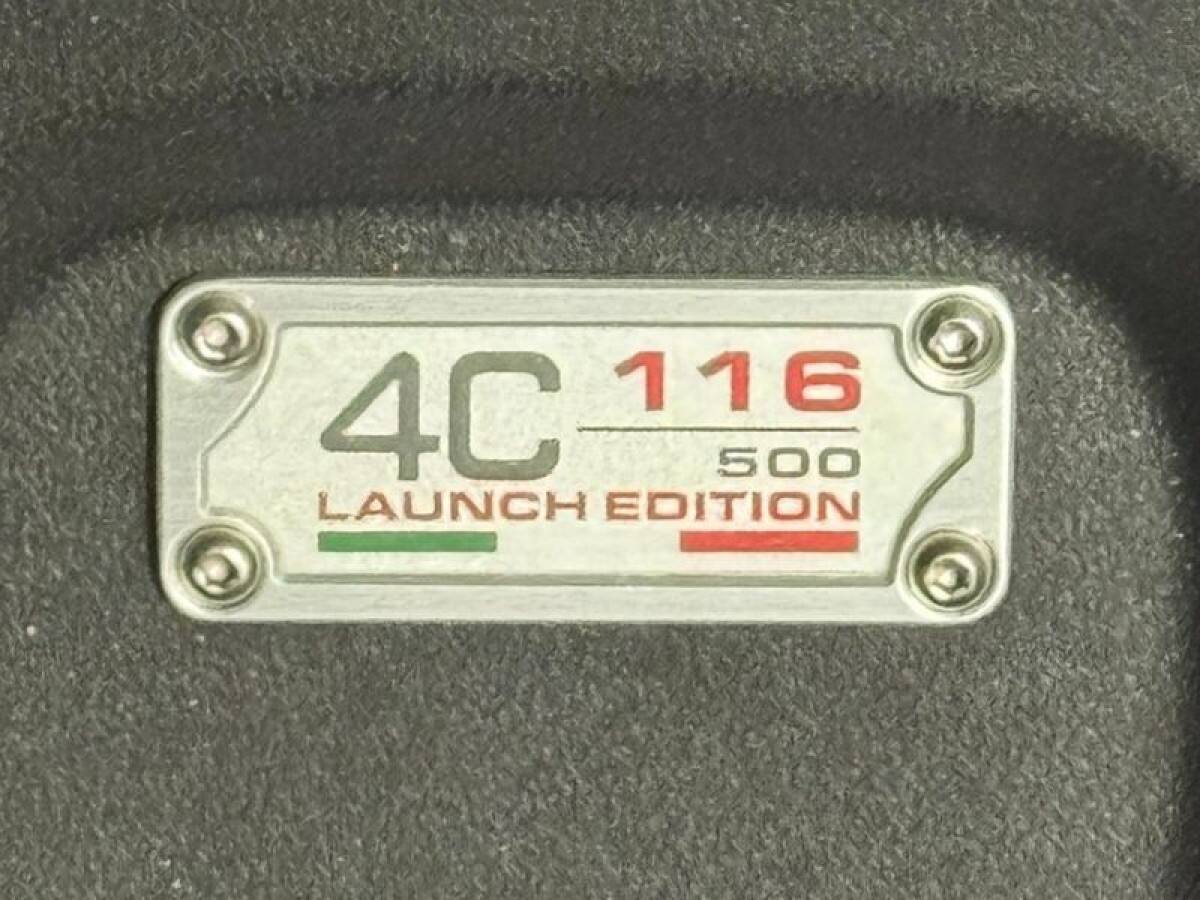 4C 116
500
LAUNCH EDITION